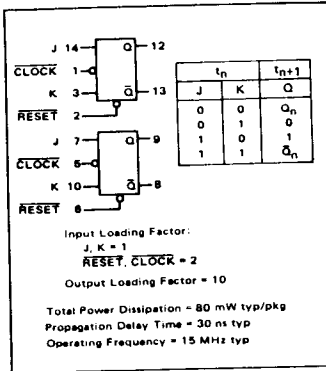 J 14 Q 12
CLOCK 1
K 3 Q̅ 13
RESET 2
J 7 Q 9
CLOCK 5
K 10 Q̅ 8
RESET 6
tn tn+1
J K Q
0 0 Qn
0 1 0
1 0 1
1 1 Q̅n
Input Loading Factor:
J, K = 1
RESET, CLOCK = 2
Output Loading Factor = 10
Total Power Dissipation = 80 mW typ/pkg
Propagation Delay Time = 30 ns typ
Operating Frequency = 15 MHz typ